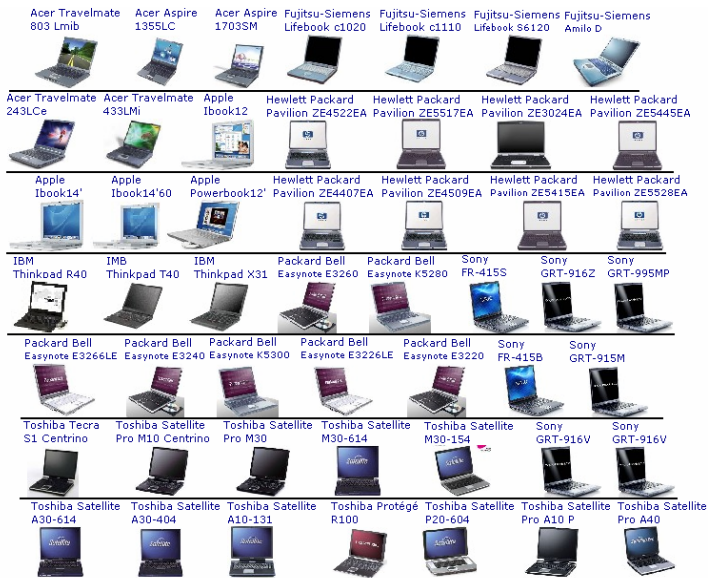 Acer Travelmate Acer Aspire Acer Aspire Fujitsu-Siemens Fujitsu-Siemens Fujitsu-Siemens Fujitsu-Siemens
803 Lmib 1355LC 1703SM Lifebook c1020 Lifebook c1110 Lifebook S6120 Amilo D
Acer Travelmate Acer Travelmate Apple Hewlett Packard Hewlett Packard Hewlett Packard Hewlett Packard
243LCe 433LMi Ibook12 Pavilion ZE4522EA Pavilion ZE5517EA Pavilion ZE3024EA Pavilion ZE5445EA
Apple Apple Apple Hewlett Packard Hewlett Packard Hewlett Packard Hewlett Packard
Ibook14' Ibook14'60 Powerbook12' Pavilion ZE4407EA Pavilion ZE4509EA Pavilion ZE5415EA Pavilion ZE5528EA
IBM IMB IBM Packard Bell Packard Bell Sony Sony Sony
Thinkpad R40 Thinkpad T40 Thinkpad X31 Easynote E3260 Easynote K5280 FR-415S GRT-916Z GRT-995MP
Packard Bell Packard Bell Packard Bell Packard Bell Packard Bell Sony Sony
Easynote E3266LE Easynote E3240 Easynote K5300 Easynote E3226LE Easynote E3220 FR-415B GRT-915M
Toshiba Tecra Toshiba Satellite Toshiba Satellite Toshiba Satellite Toshiba Satellite Sony Sony
S1 Centrino Pro M10 Centrino Pro M30 M30-614 M30-154 GRT-916V GRT-916V
Toshiba Satellite Toshiba Satellite Toshiba Satellite Toshiba Protégé Toshiba Satellite Toshiba Satellite Toshiba Satellite
A30-614 A30-404 A10-131 R100 P20-604 Pro A10 P Pro A40